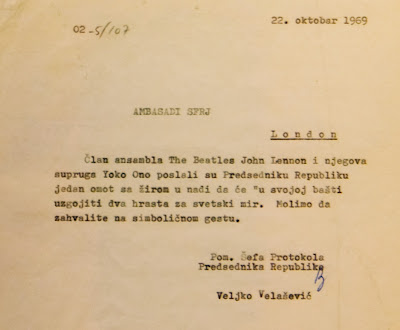 22. oktobar 1969
02-5/107
AMBASADI SFRJ
London
Član ansambla The Beatles John Lennon i njegova
supruga Yoko Ono poslali su Predsedniku Republiku
jedan omot sa žirom u nadi da će "u svojoj bašti
uzgojiti dva hrasta za svetski mir. Molimo da
zahvalite na simboličnom gestu.
Pom. Šefa Protokola
Predsednika Republike
Veljko Velašević